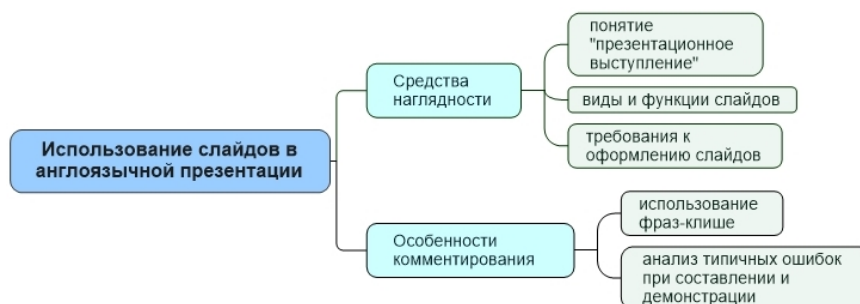 Использование слайдов в
англоязычной презентации
Средства
наглядности
понятие
"презентационное
выступление"
виды и функции слайдов
требования к
оформлению слайдов
Особенности
комментирования
использование
фраз-клише
анализ типичных ошибок
при составлении и
демонстрации